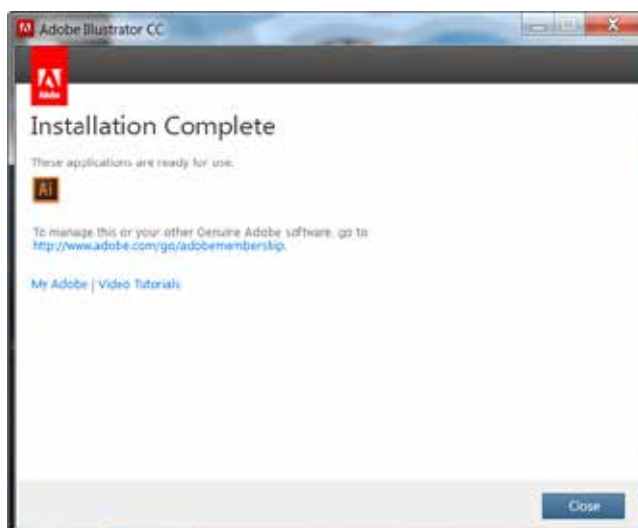 Adobe Illustrator CC
Adobe
Installation Complete
These applications are ready for use.
Ai
To manage this or your other Genuine Adobe software, go to
http://www.adobe.com/go/adobemembership.
My Adobe | Video Tutorials
Close